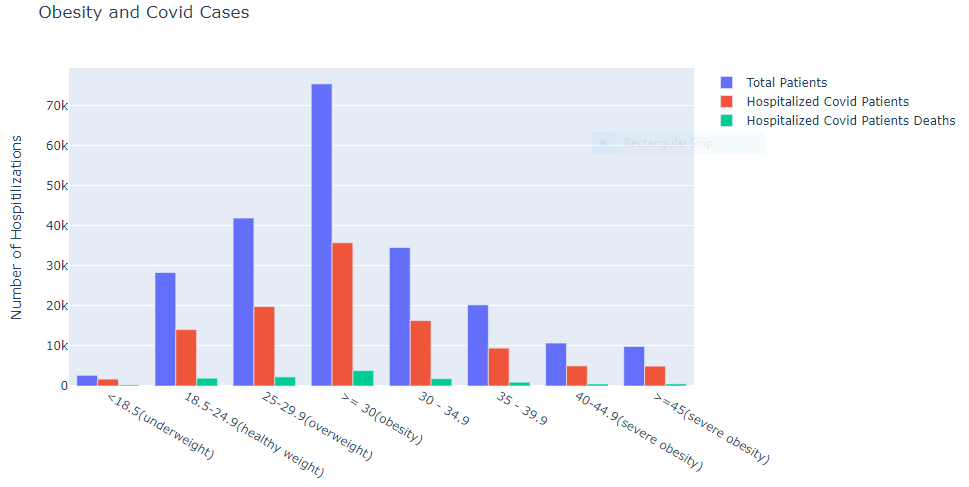 Obesity and Covid Cases
Total Patients
Hospitalized Covid Patients
Hospitalized Covid Patients Deaths
Rectangular Snip
Number of Hospitilizations
70k
60k
50k
40k
30k
20k
10k
0
<18.5(underweight)
18.5-24.9(healthy weight)
25-29.9(overweight)
>= 30(obesity)
30 - 34.9
35 - 39.9
40-44.9(severe obesity)
>=45(severe obesity)